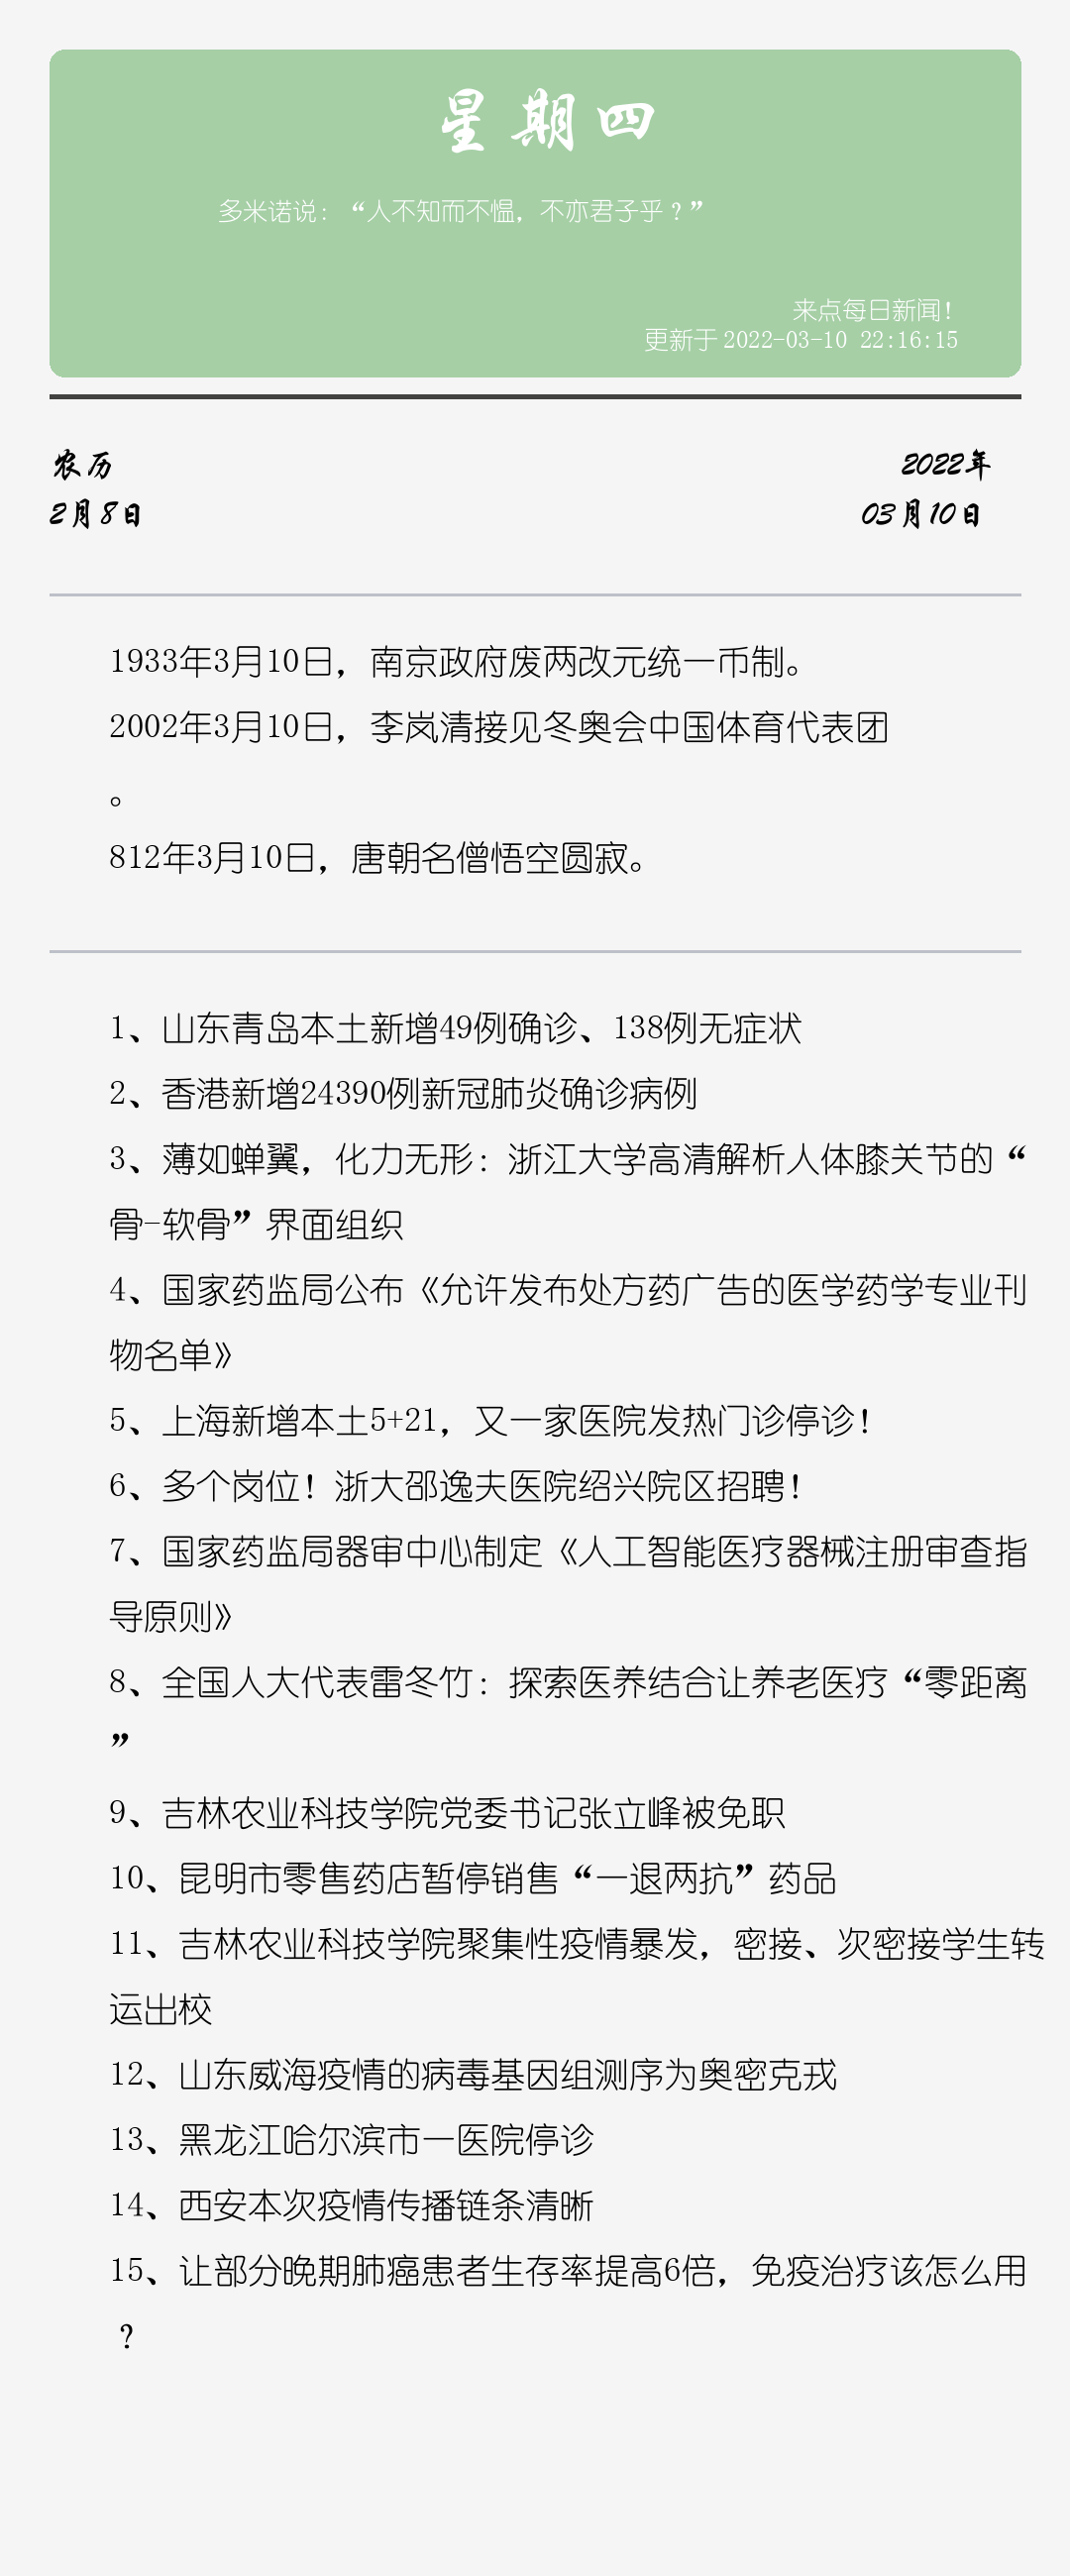 星期四
多米诺说：“人不知而不愠，不亦君子乎？”
来点每日新闻！
更新于 2022-03-10 22:16:15
农历
2022年
2月8日
03月10日
1933年3月10日，南京政府废两改元统一币制。
2002年3月10日，李岚清接见冬奥会中国体育代表团
。
812年3月10日，唐朝名僧悟空圆寂。
1、山东青岛本土新增49例确诊、138例无症状
2、香港新增24390例新冠肺炎确诊病例
3、薄如蝉翼，化力无形：浙江大学高清解析人体膝关节的“
骨-软骨”界面组织
4、国家药监局公布《允许发布处方药广告的医学药学专业刊
物名单》
5、上海新增本土5+21，又一家医院发热门诊停诊！
6、多个岗位！浙大邵逸夫医院绍兴院区招聘！
7、国家药监局器审中心制定《人工智能医疗器械注册审查指
导原则》
8、全国人大代表雷冬竹：探索医养结合让养老医疗“零距离
”
9、吉林农业科技学院党委书记张立峰被免职
10、昆明市零售药店暂停销售“一退两抗”药品
11、吉林农业科技学院聚集性疫情暴发，密接、次密接学生转
运出校
12、山东威海疫情的病毒基因组测序为奥密克戎
13、黑龙江哈尔滨市一医院停诊
14、西安本次疫情传播链条清晰
15、让部分晚期肺癌患者生存率提高6倍，免疫治疗该怎么用
？